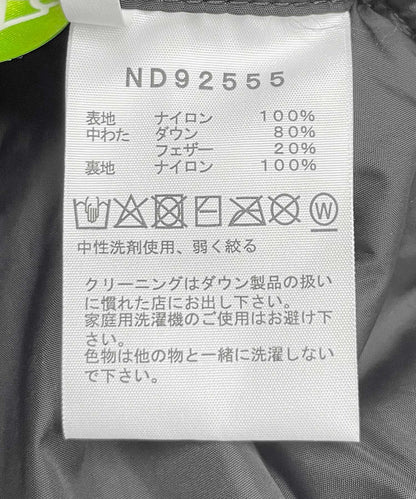 ND92555
表地 ナイロン 100%
中わた ダウン 80%
フェザー 20%
裏地 ナイロン 100%
W
中性洗剤使用、弱く絞る
クリーニングはダウン製品の扱い
に慣れた店にお出し下さい。
家庭用洗濯機のご使用はお避け下
さい。
色物は他の物と一緒に洗濯しない
で下さい。